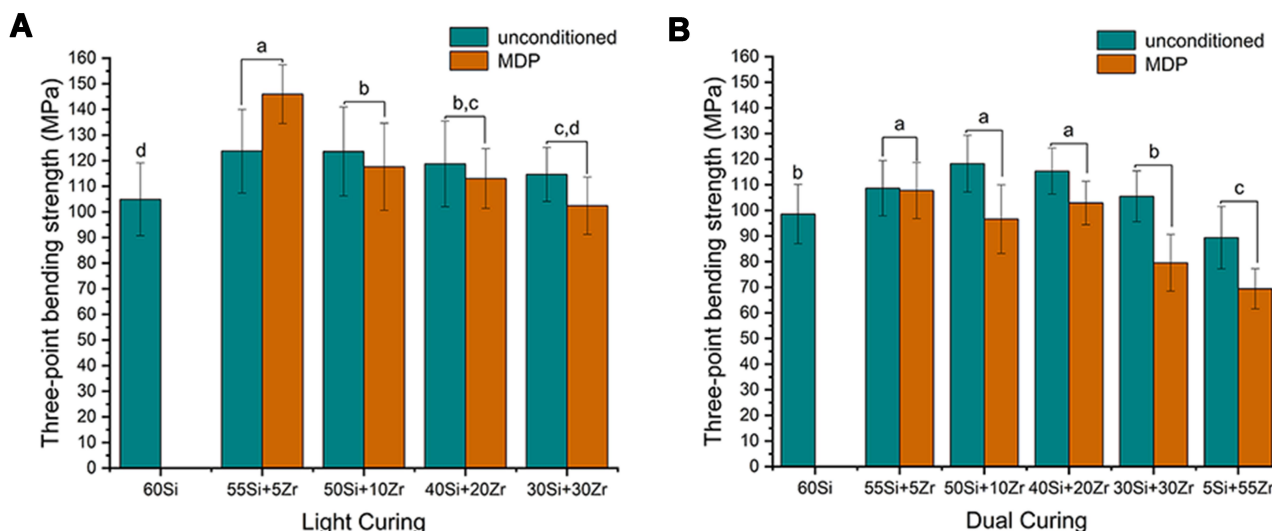 A
Three-point bending strength (MPa)
160
150
140
130
120
110
100
90
80
70
60
50
40
30
20
10
0
unconditioned
MDP
d
a
b
b,c
c,d
60Si
55Si+5Zr
50Si+10Zr
40Si+20Zr
30Si+30Zr
Light Curing
B
Three-point bending strength (MPa)
160
150
140
130
120
110
100
90
80
70
60
50
40
30
20
10
0
unconditioned
MDP
b
a
a
a
b
c
60Si
55Si+5Zr
50Si+10Zr
40Si+20Zr
30Si+30Zr
5Si+55Zr
Dual Curing